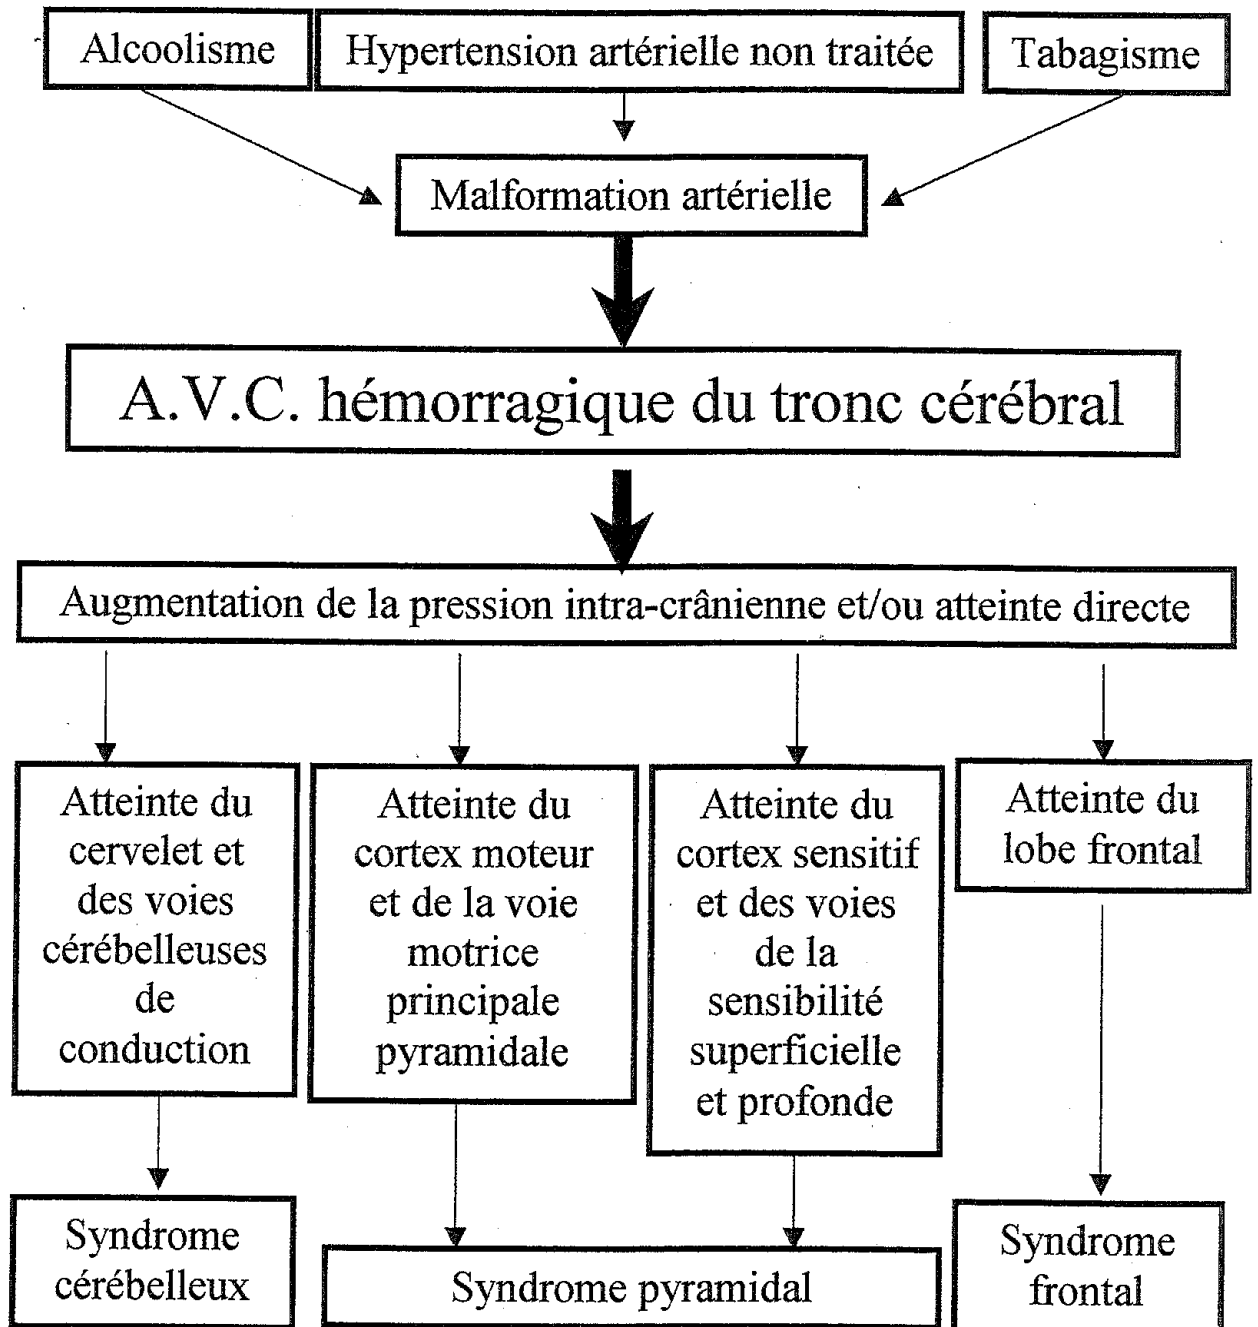 Alcoolisme
Hypertension artérielle non traitée
Tabagisme
Malformation artérielle
A.V.C. hémorragique du tronc cérébral
Augmentation de la pression intra-crânienne et/ou atteinte directe
Atteinte du
cervelet et
des voies
cérébelleuses
de
conduction
Atteinte du
cortex moteur
et de la voie
motrice
principale
pyramidale
Atteinte du
cortex sensitif
et des voies
de la
sensibilité
superficielle
et profonde
Atteinte du
lobe frontal
Syndrome
cérébelleux
Syndrome pyramidal
Syndrome
frontal